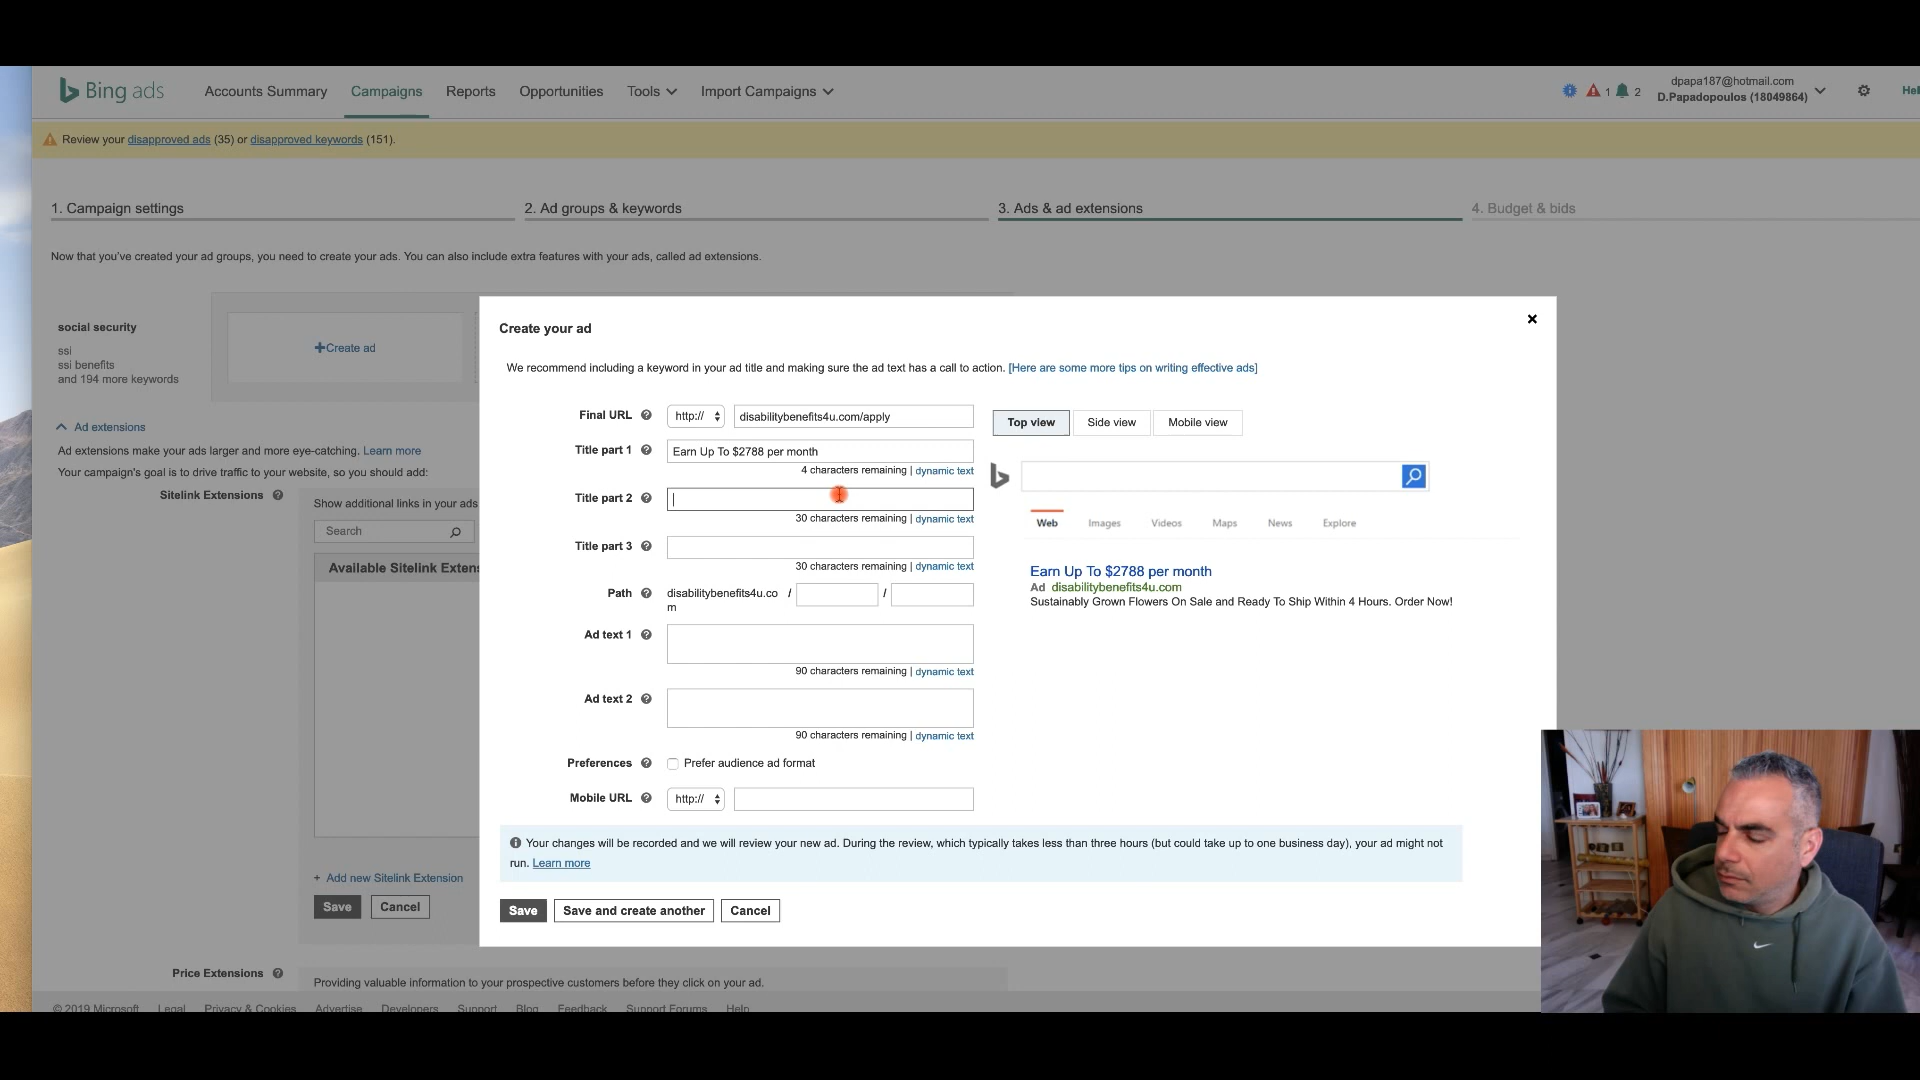 Bing ads
Accounts Summary
Campaigns
Reports
Opportunities
Tools
Import Campaigns
1
2
dpapa187@hotmail.com
D.Papadopoulos (18049864)
Review your disapproved ads (35) or disapproved keywords (151).
1. Campaign settings
2. Ad groups & keywords
3. Ads & ad extensions
4. Budget & bids
Now that you've created your ad groups, you need to create your ads. You can also include extra features with your ads, called ad extensions.
social security
ssi
ssi benefits
and 194 more keywords
Create ad
Ad extensions
Ad extensions make your ads larger and more eye-catching. Learn more
Your campaign's goal is to drive traffic to your website, so you should add:
Sitelink Extensions
Show additional links in your ads
Search
Available Sitelink Extens
+ Add new Sitelink Extension
Save
Cancel
Price Extensions
Providing valuable information to your prospective customers before they click on your ad.
© 2019 Microsoft
Legal
Privacy & Cookies
Advertise
Developers
Support
Blog
Feedback
Support Forums
Help
Create your ad
We recommend including a keyword in your ad title and making sure the ad text has a call to action. [Here are some more tips on writing effective ads]
Final URL
http://
disabilitybenefits4u.com/apply
Title part 1
Earn Up To $2788 per month
4 characters remaining | dynamic text
Title part 2
30 characters remaining | dynamic text
Title part 3
30 characters remaining | dynamic text
Path
disabilitybenefits4u.co
m
/
/
Ad text 1
90 characters remaining | dynamic text
Ad text 2
90 characters remaining | dynamic text
Preferences
Prefer audience ad format
Mobile URL
http://
Top view
Side view
Mobile view
Web
Images
Videos
Maps
News
Explore
Earn Up To $2788 per month
Ad disabilitybenefits4u.com
Sustainably Grown Flowers On Sale and Ready To Ship Within 4 Hours. Order Now!
Your changes will be recorded and we will review your new ad. During the review, which typically takes less than three hours (but could take up to one business day), your ad might not
run. Learn more
Save
Save and create another
Cancel